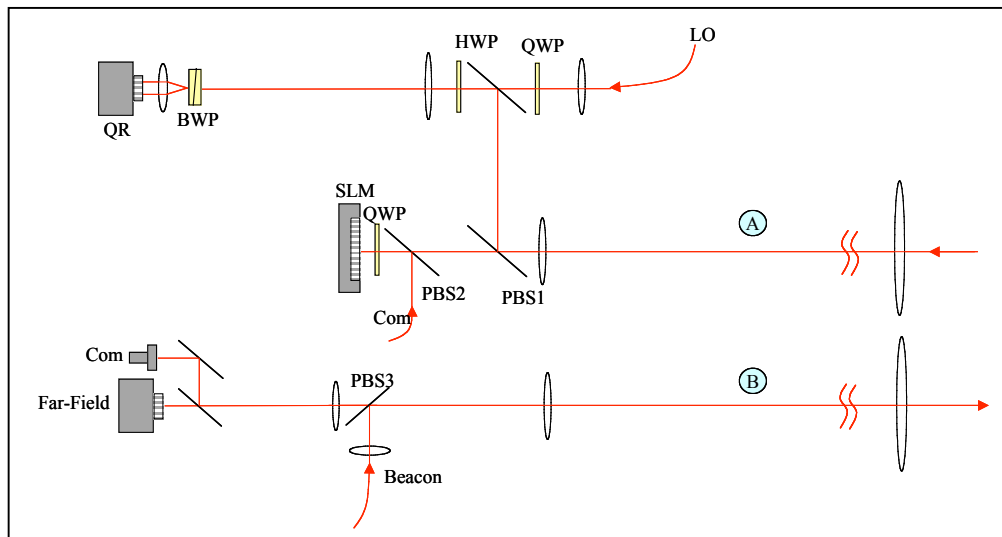 LO
HWP
QWP
QR
BWP
SLM
QWP
A
PBS2
PBS1
Com
Com
PBS3
B
Far-Field
Beacon